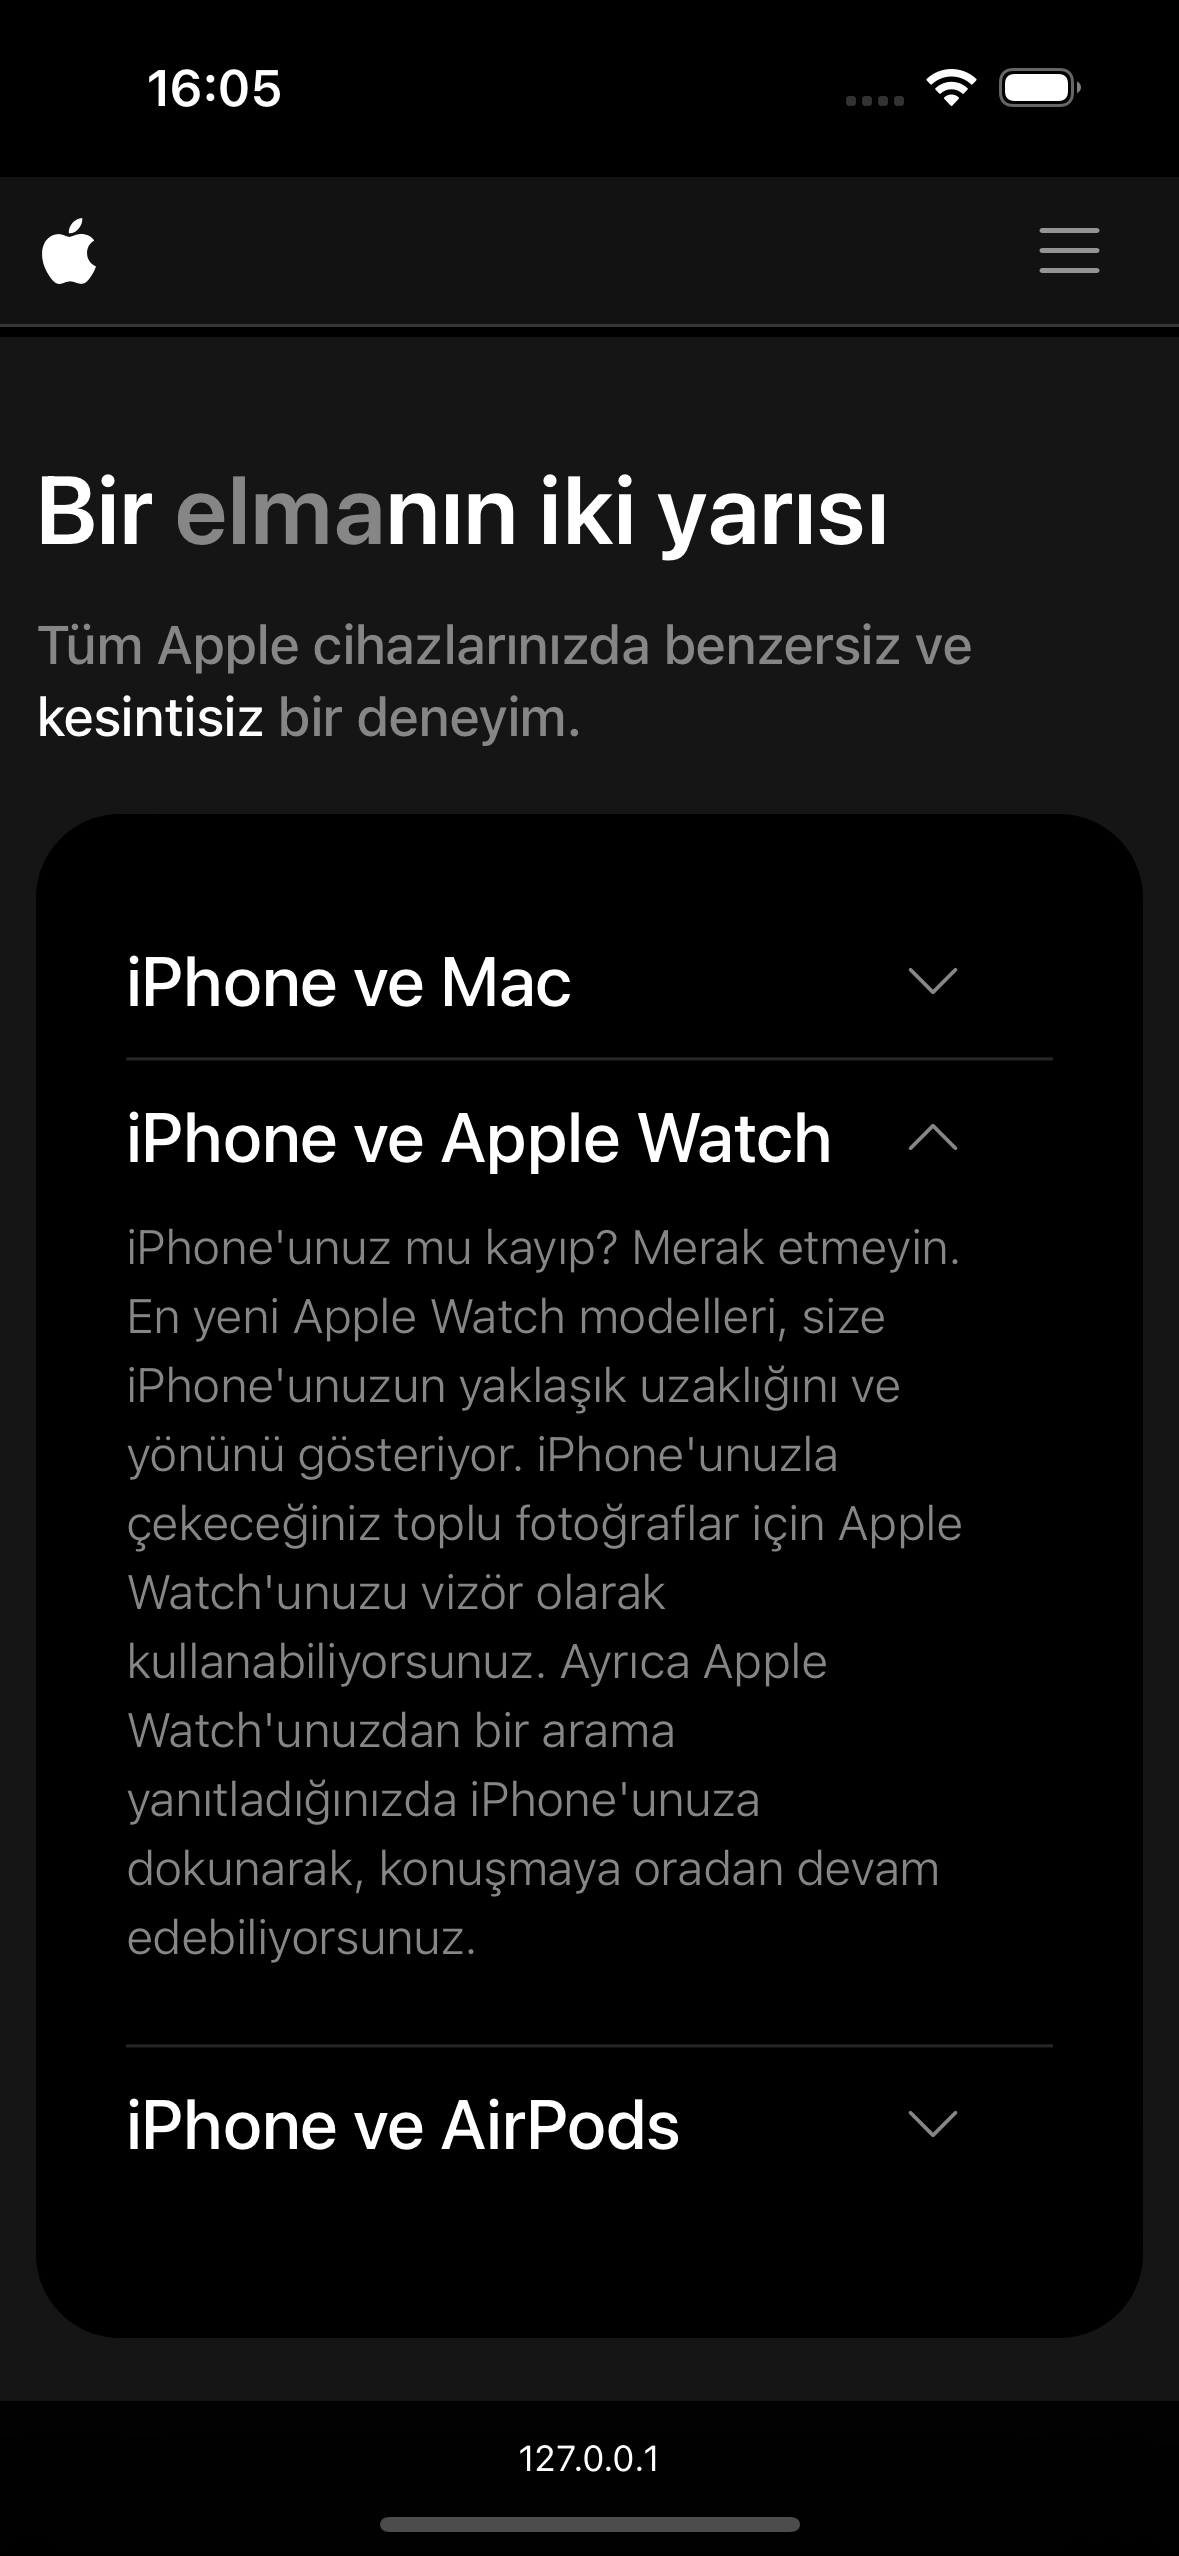 16:05
Bir elmanın iki yarısı
Tüm Apple cihazlarınızda benzersiz ve
kesintisiz bir deneyim.
iPhone ve Mac
iPhone ve Apple Watch
iPhone'unuz mu kayıp? Merak etmeyin.
En yeni Apple Watch modelleri, size
iPhone'unuzun yaklaşık uzaklığını ve
yönünü gösteriyor. iPhone'unuzla
çekeceğiniz toplu fotoğraflar için Apple
Watch'unuzu vizör olarak
kullanabiliyorsunuz. Ayrıca Apple
Watch'unuzdan bir arama
yanıtladığınızda iPhone'unuza
dokunarak, konuşmaya oradan devam
edebiliyorsunuz.
iPhone ve AirPods
127.0.0.1